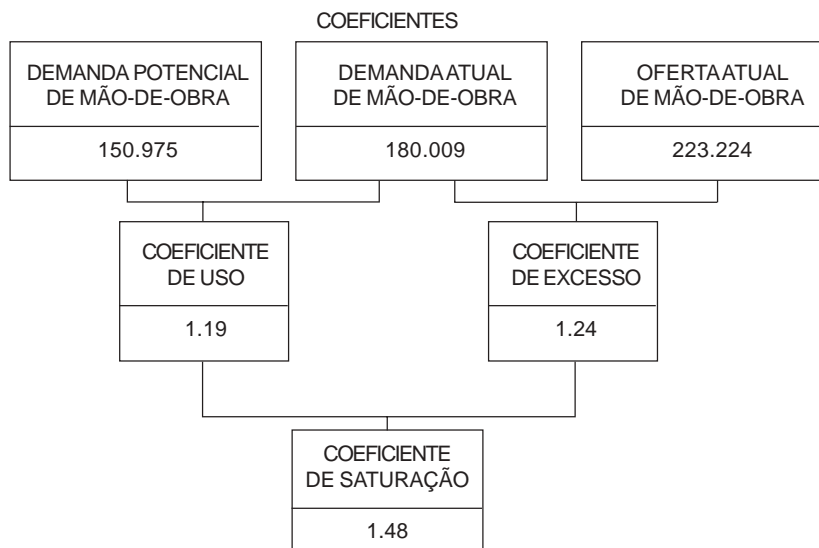 COEFICIENTES
DEMANDA POTENCIAL
DE MÃO-DE-OBRA
150.975
DEMANDA ATUAL
DE MÃO-DE-OBRA
180.009
OFERTA ATUAL
DE MÃO-DE-OBRA
223.224
COEFICIENTE
DE USO
1.19
COEFICIENTE
DE EXCESSO
1.24
COEFICIENTE
DE SATURAÇÃO
1.48